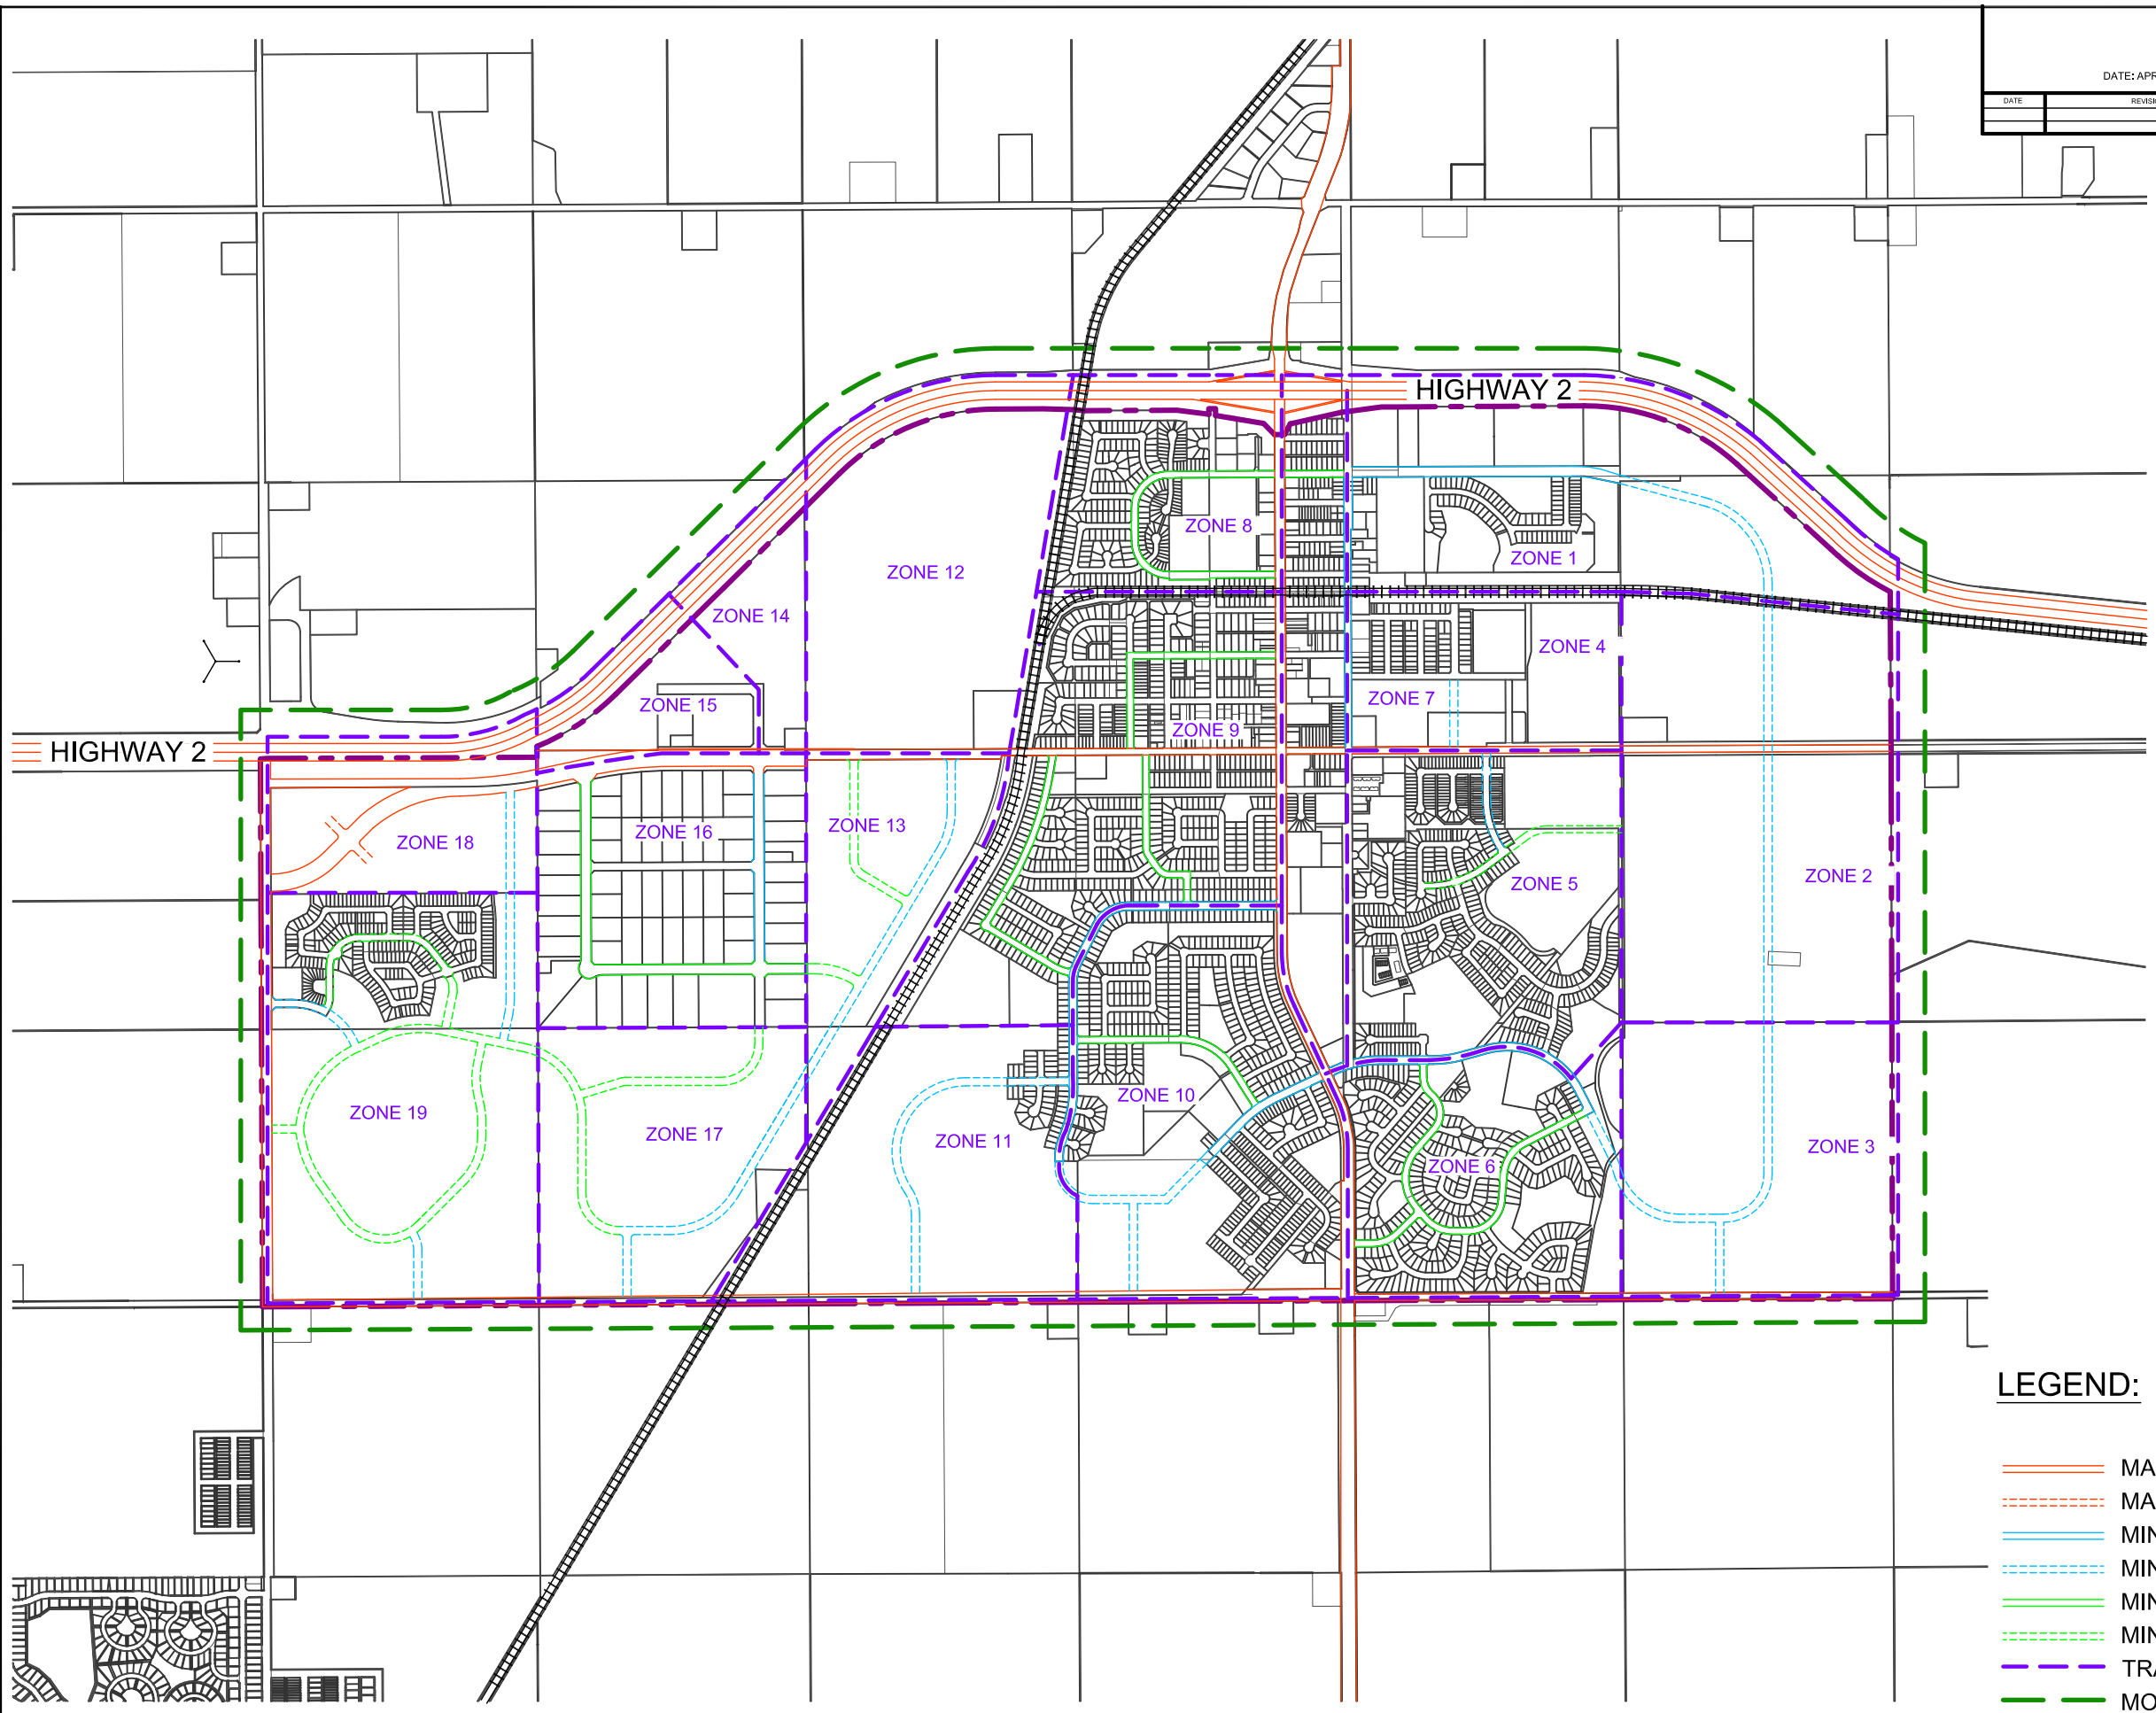 DATE: APR
DATE
REVISI
HIGHWAY 2
ZONE 8
ZONE 1
ZONE 12
ZONE 14
ZONE 4
ZONE 7
ZONE 15
ZONE 9
HIGHWAY 2
ZONE 16
ZONE 13
ZONE 18
ZONE 5
ZONE 2
ZONE 10
ZONE 19
ZONE 17
ZONE 11
ZONE 3
ZONE 6
LEGEND:
MA
MA
MIN
MIN
MIN
MIN
TRA
MO